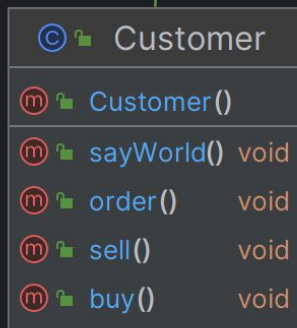 C Customer
m Customer()
m sayWorld() void
m order() void
m sell() void
m buy() void